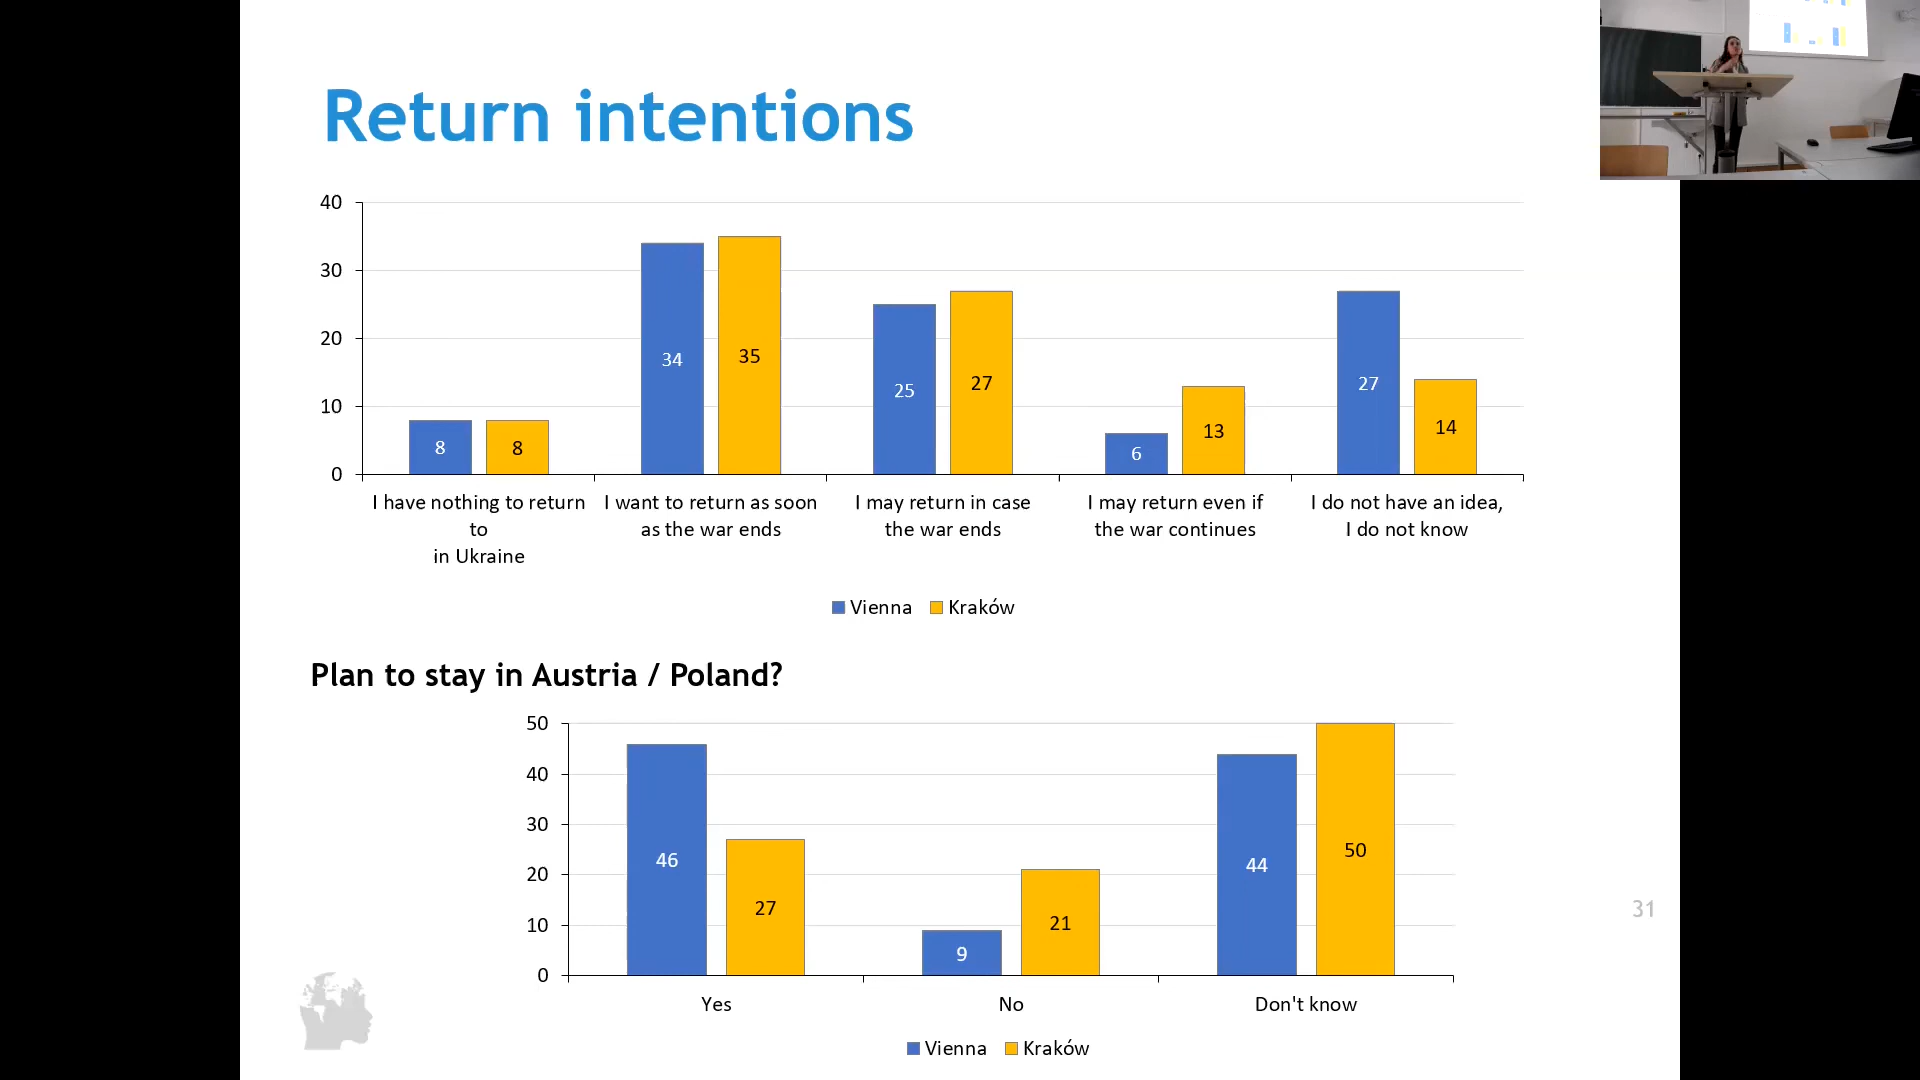 Return intentions
40
30
20
10
0
8
8
34
35
25
27
6
13
27
14
I have nothing to return
to
in Ukraine
I want to return as soon
as the war ends
I may return in case
the war ends
I may return even if
the war continues
I do not have an idea,
I do not know
Vienna Kraków
Plan to stay in Austria / Poland?
50
40
30
20
10
0
46
27
9
21
44
50
Yes
No
Don't know
Vienna Kraków
31